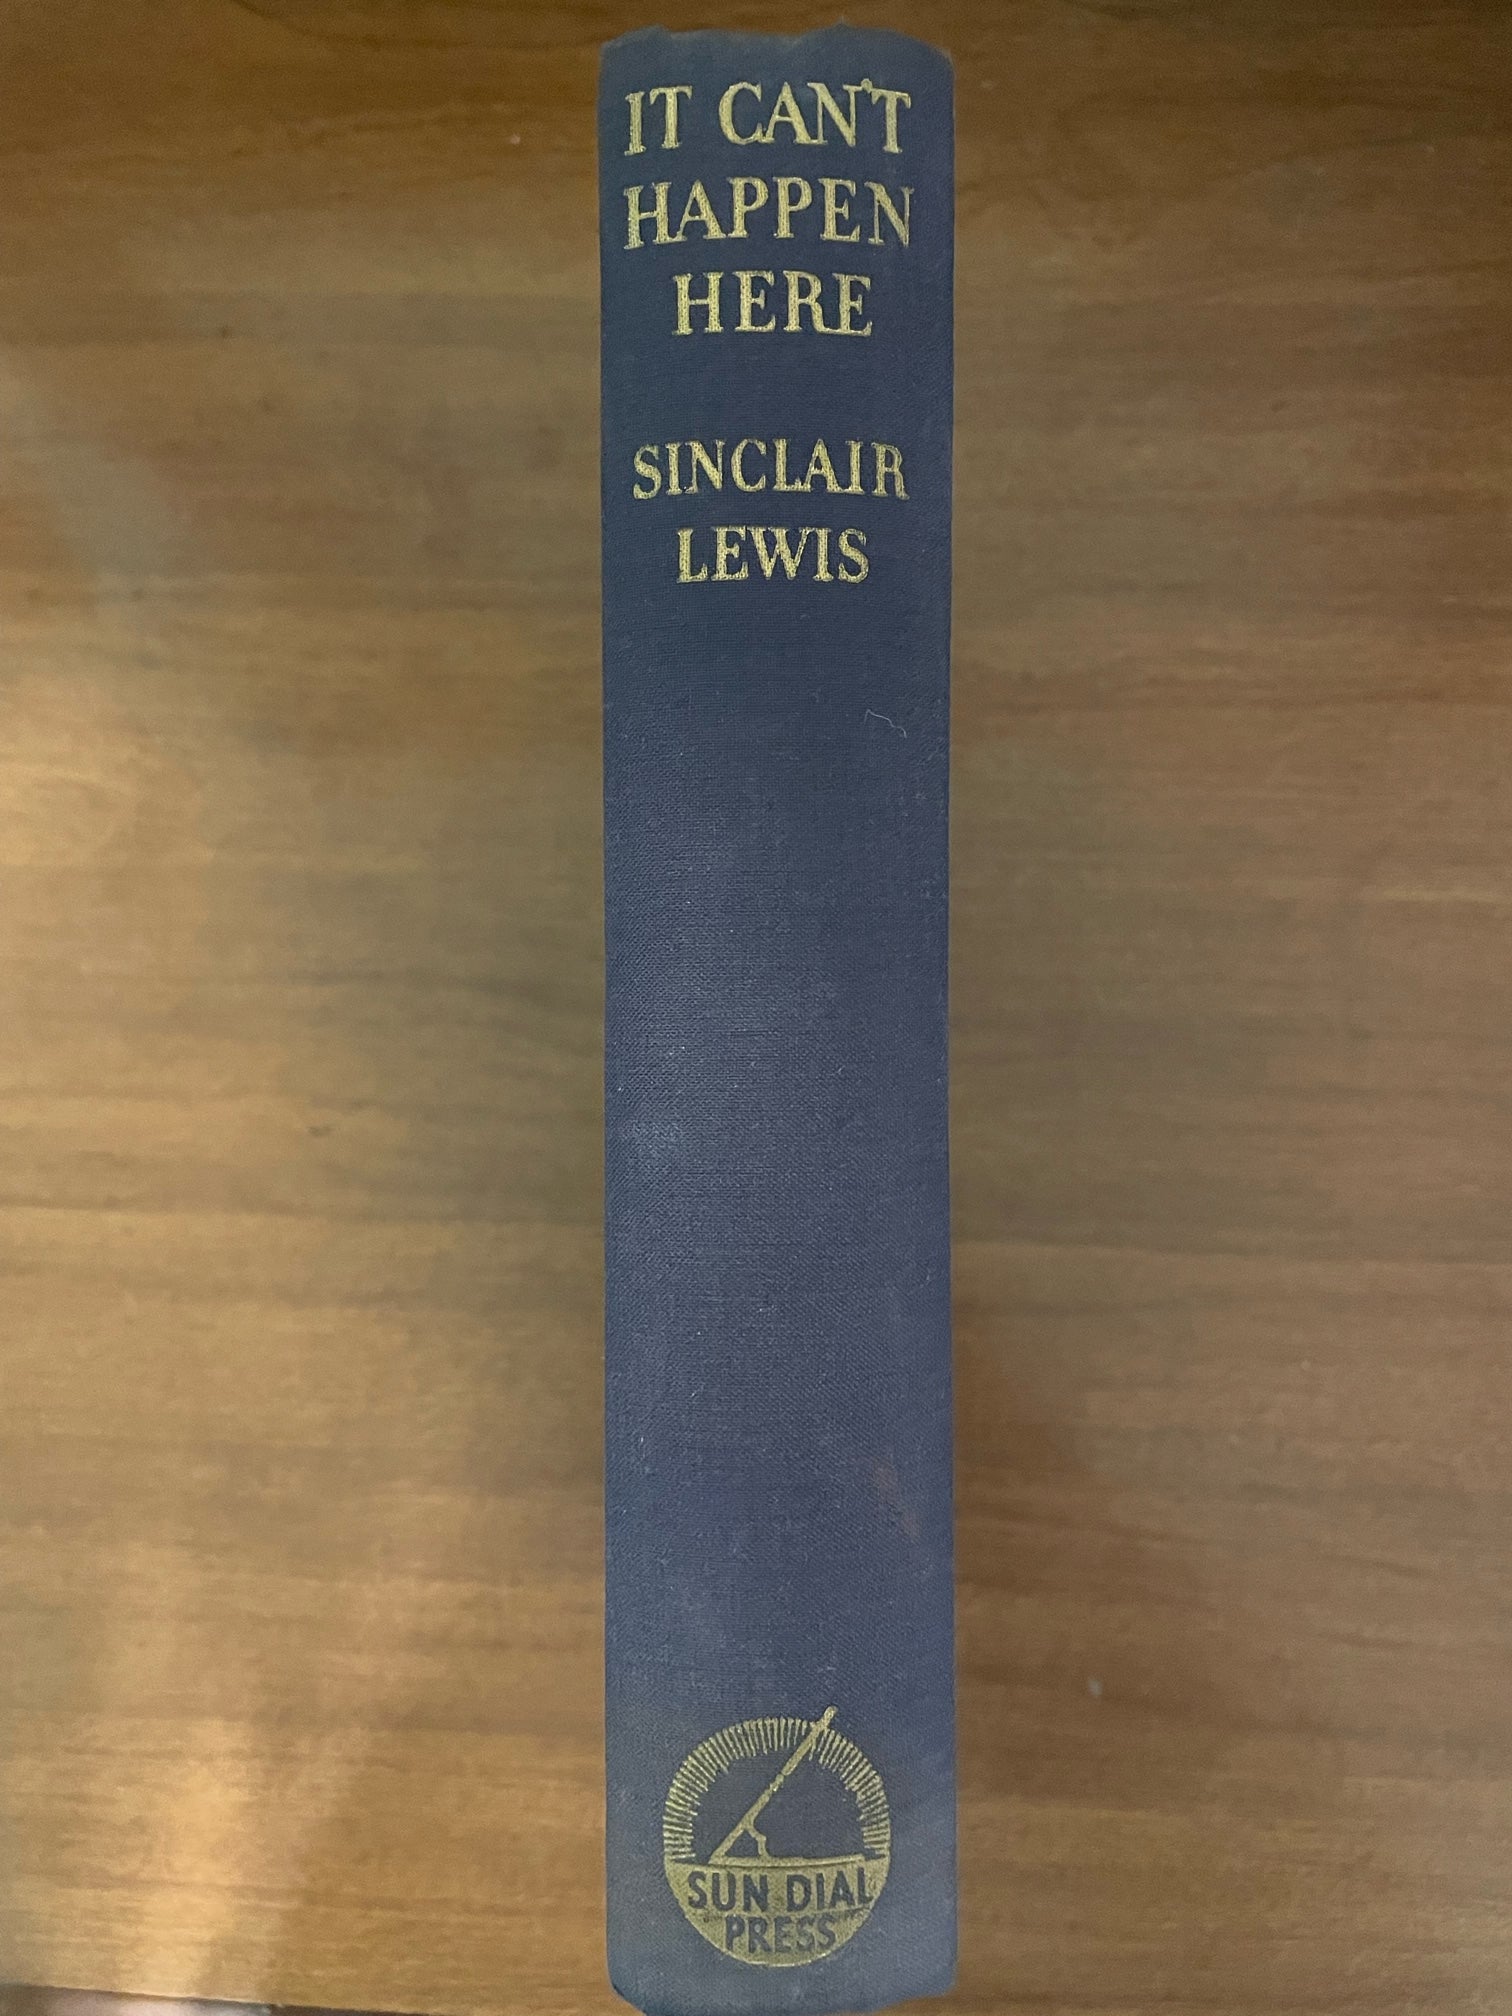 IT CAN'T
HAPPEN
HERE
SINCLAIR
LEWIS
SUN DIAL
PRESS